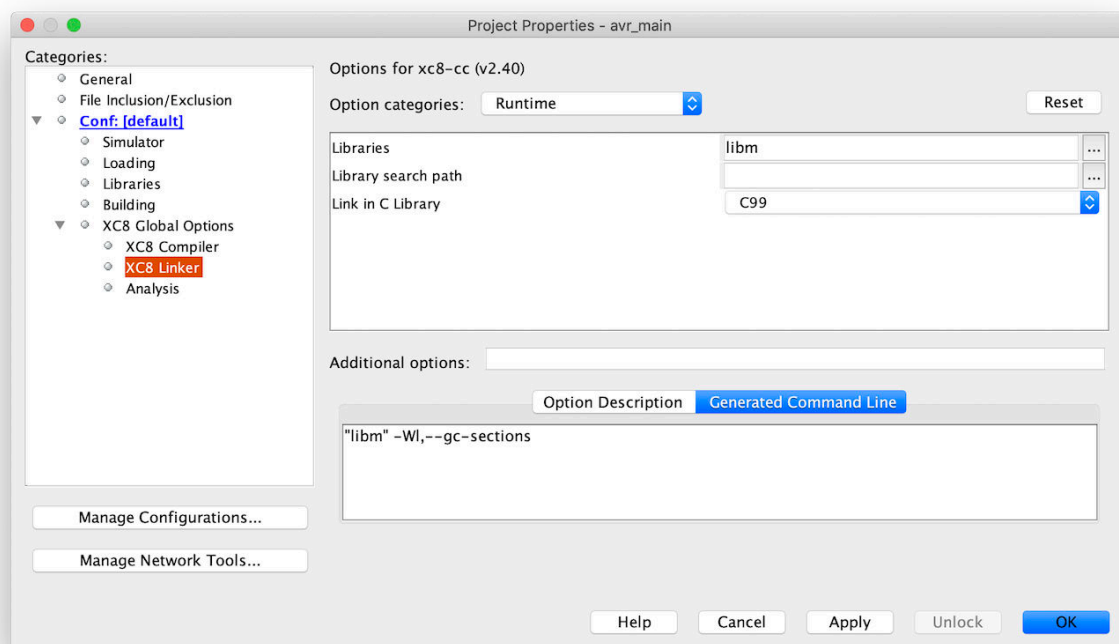 Project Properties - avr_main
Categories:
General
File Inclusion/Exclusion
Conf: [default]
Simulator
Loading
Libraries
Building
XC8 Global Options
XC8 Compiler
XC8 Linker
Analysis
Manage Configurations...
Manage Network Tools...
Options for xc8-cc (v2.40)
Option categories: Runtime Reset
Libraries libm ...
Library search path ...
Link in C Library C99
Additional options:
Option Description Generated Command Line
"libm" -Wl,--gc-sections
Help Cancel Apply Unlock OK